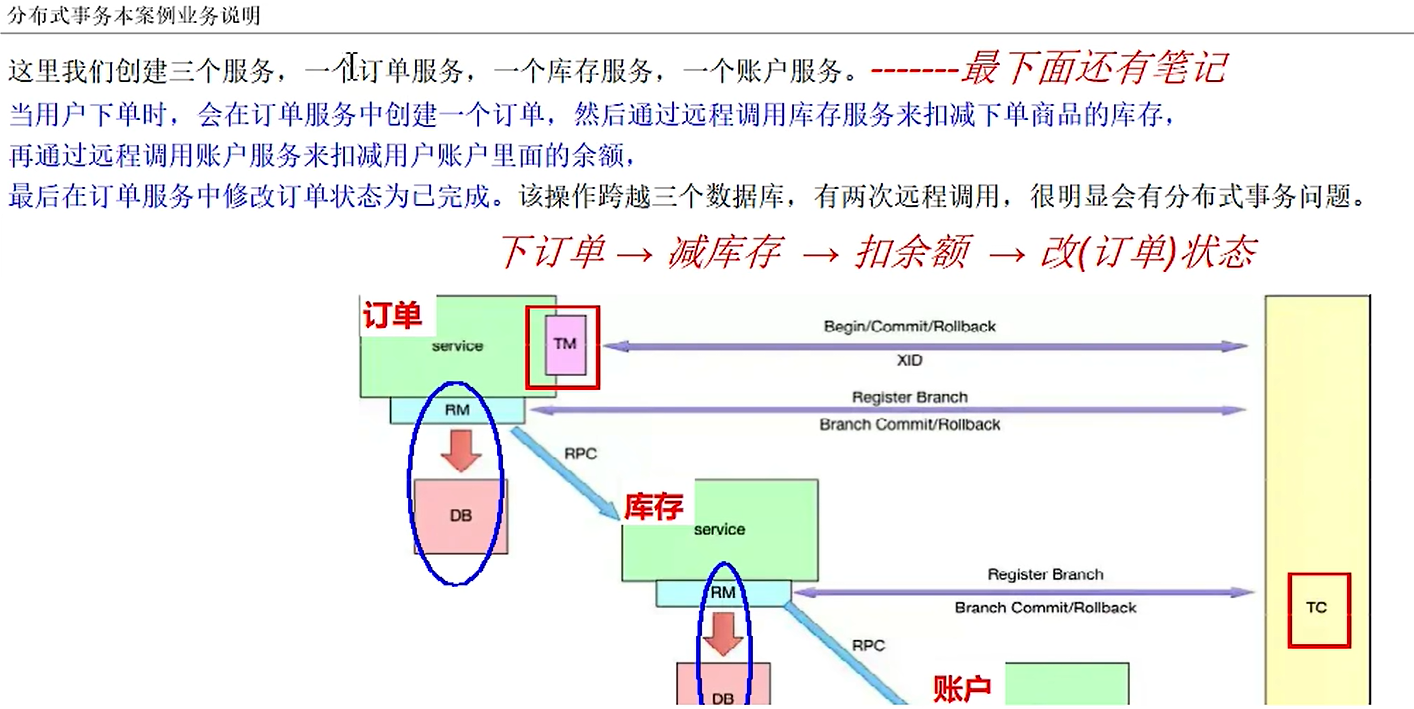 分布式事务本案例业务说明
这里我们创建三个服务，一个订单服务，一个库存服务，一个账户服务。-------最下面还有笔记
当用户下单时，会在订单服务中创建一个订单，然后通过远程调用库存服务来扣减下单商品的库存，
再通过远程调用账户服务来扣减用户账户里面的余额，
最后在订单服务中修改订单状态为已完成。该操作跨越三个数据库，有两次远程调用，很明显会有分布式事务问题。
下订单 → 减库存 → 扣余额 → 改(订单)状态
订单
service
TM
Begin/Commit/Rollback
XID
RM
Register Branch
Branch Commit/Rollback
RPC
DB
库存
service
RM
Register Branch
Branch Commit/Rollback
TC
RPC
DB
账户